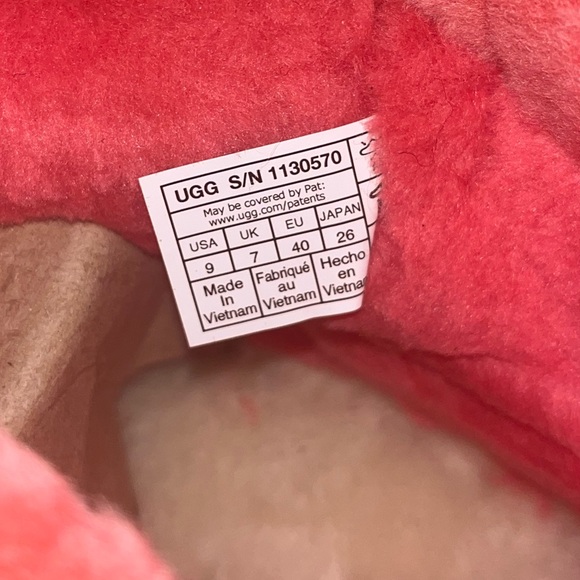 UGG S/N 1130570
May be covered by Pat:
www.ugg.com/patents
USA UK EU JAPAN
9 7 40 26
Made In Vietnam
Fabriqué au Vietnam
Hecho en